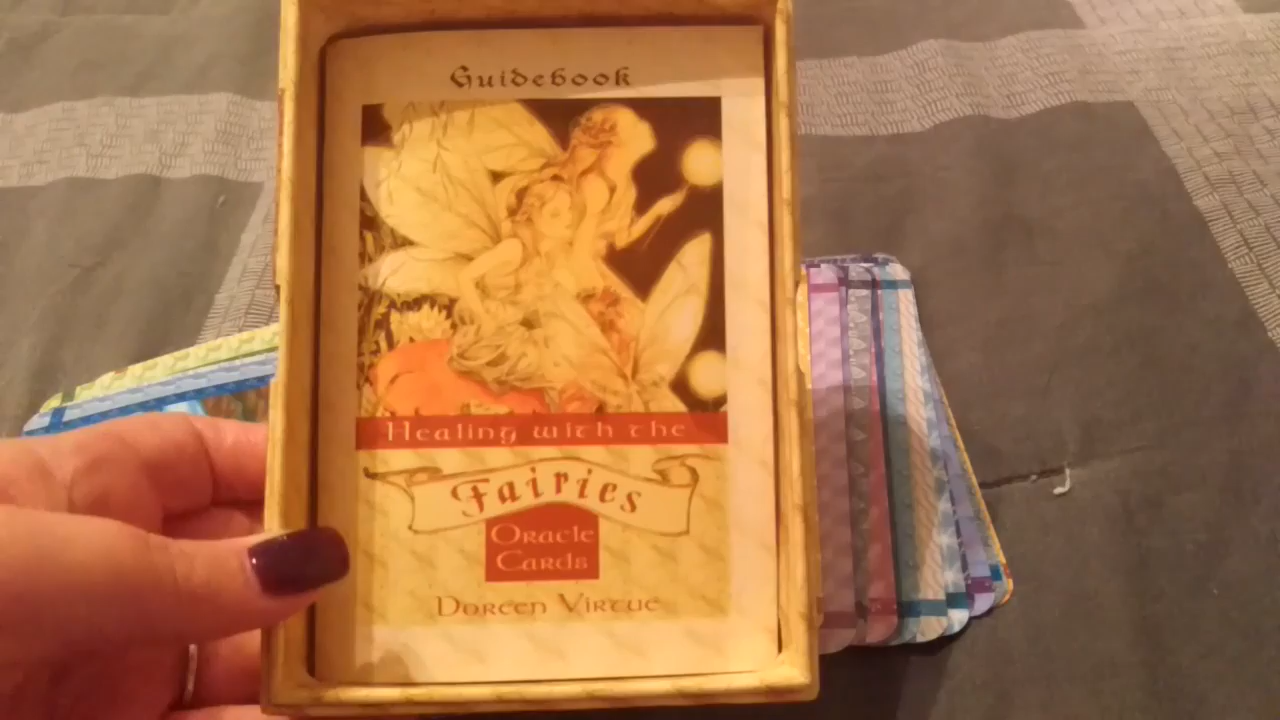 Guidebook
Healing with the
Fairies
Oracle
Cards
Doreen Virtue